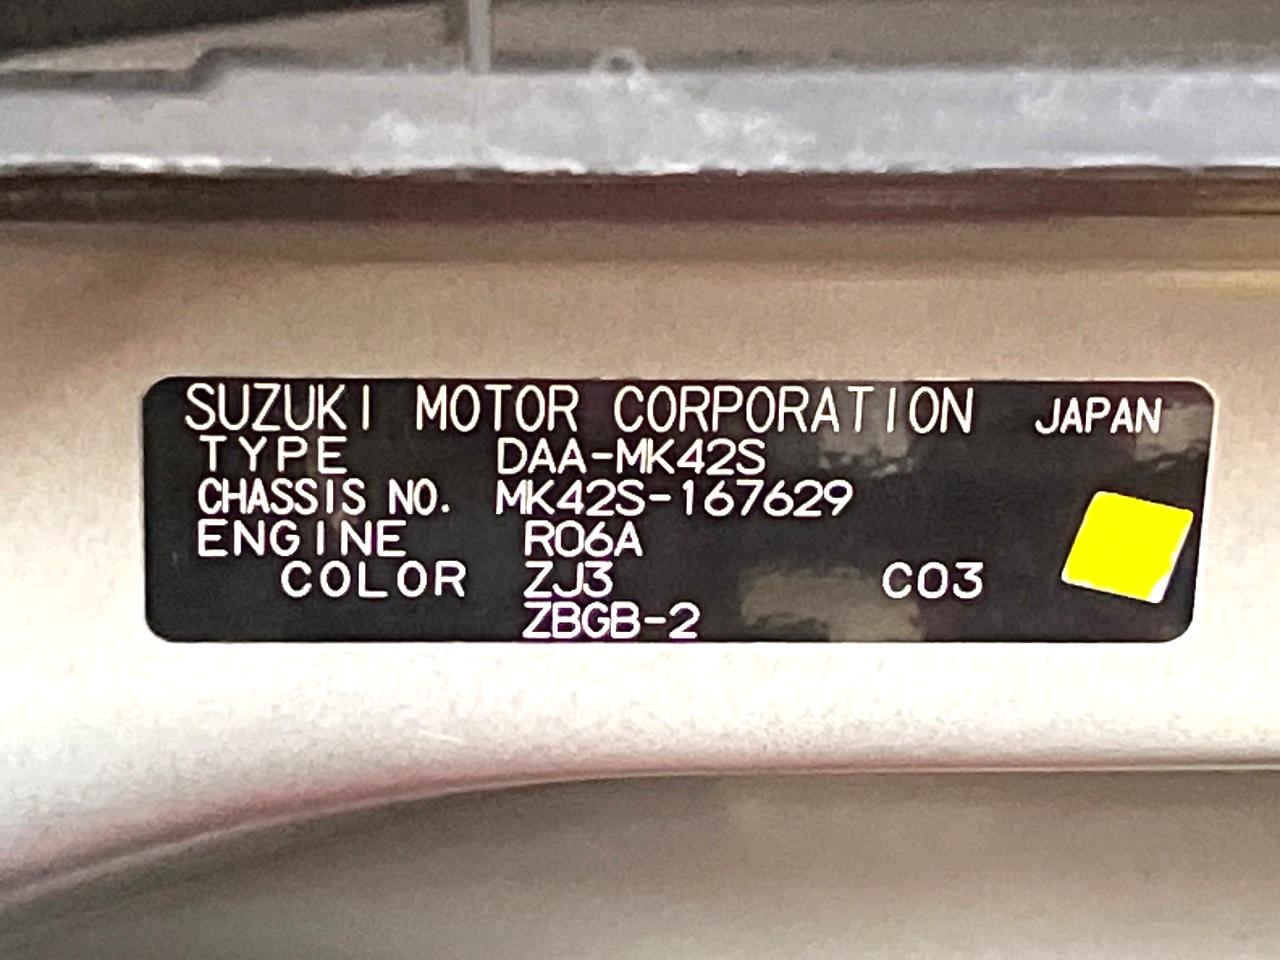 SUZUKI MOTOR CORPORATION JAPAN
TYPE DAA-MK42S
CHASSIS NO. MK42S-167629
ENGINE R06A
COLOR ZJ3 C03
ZBGB-2